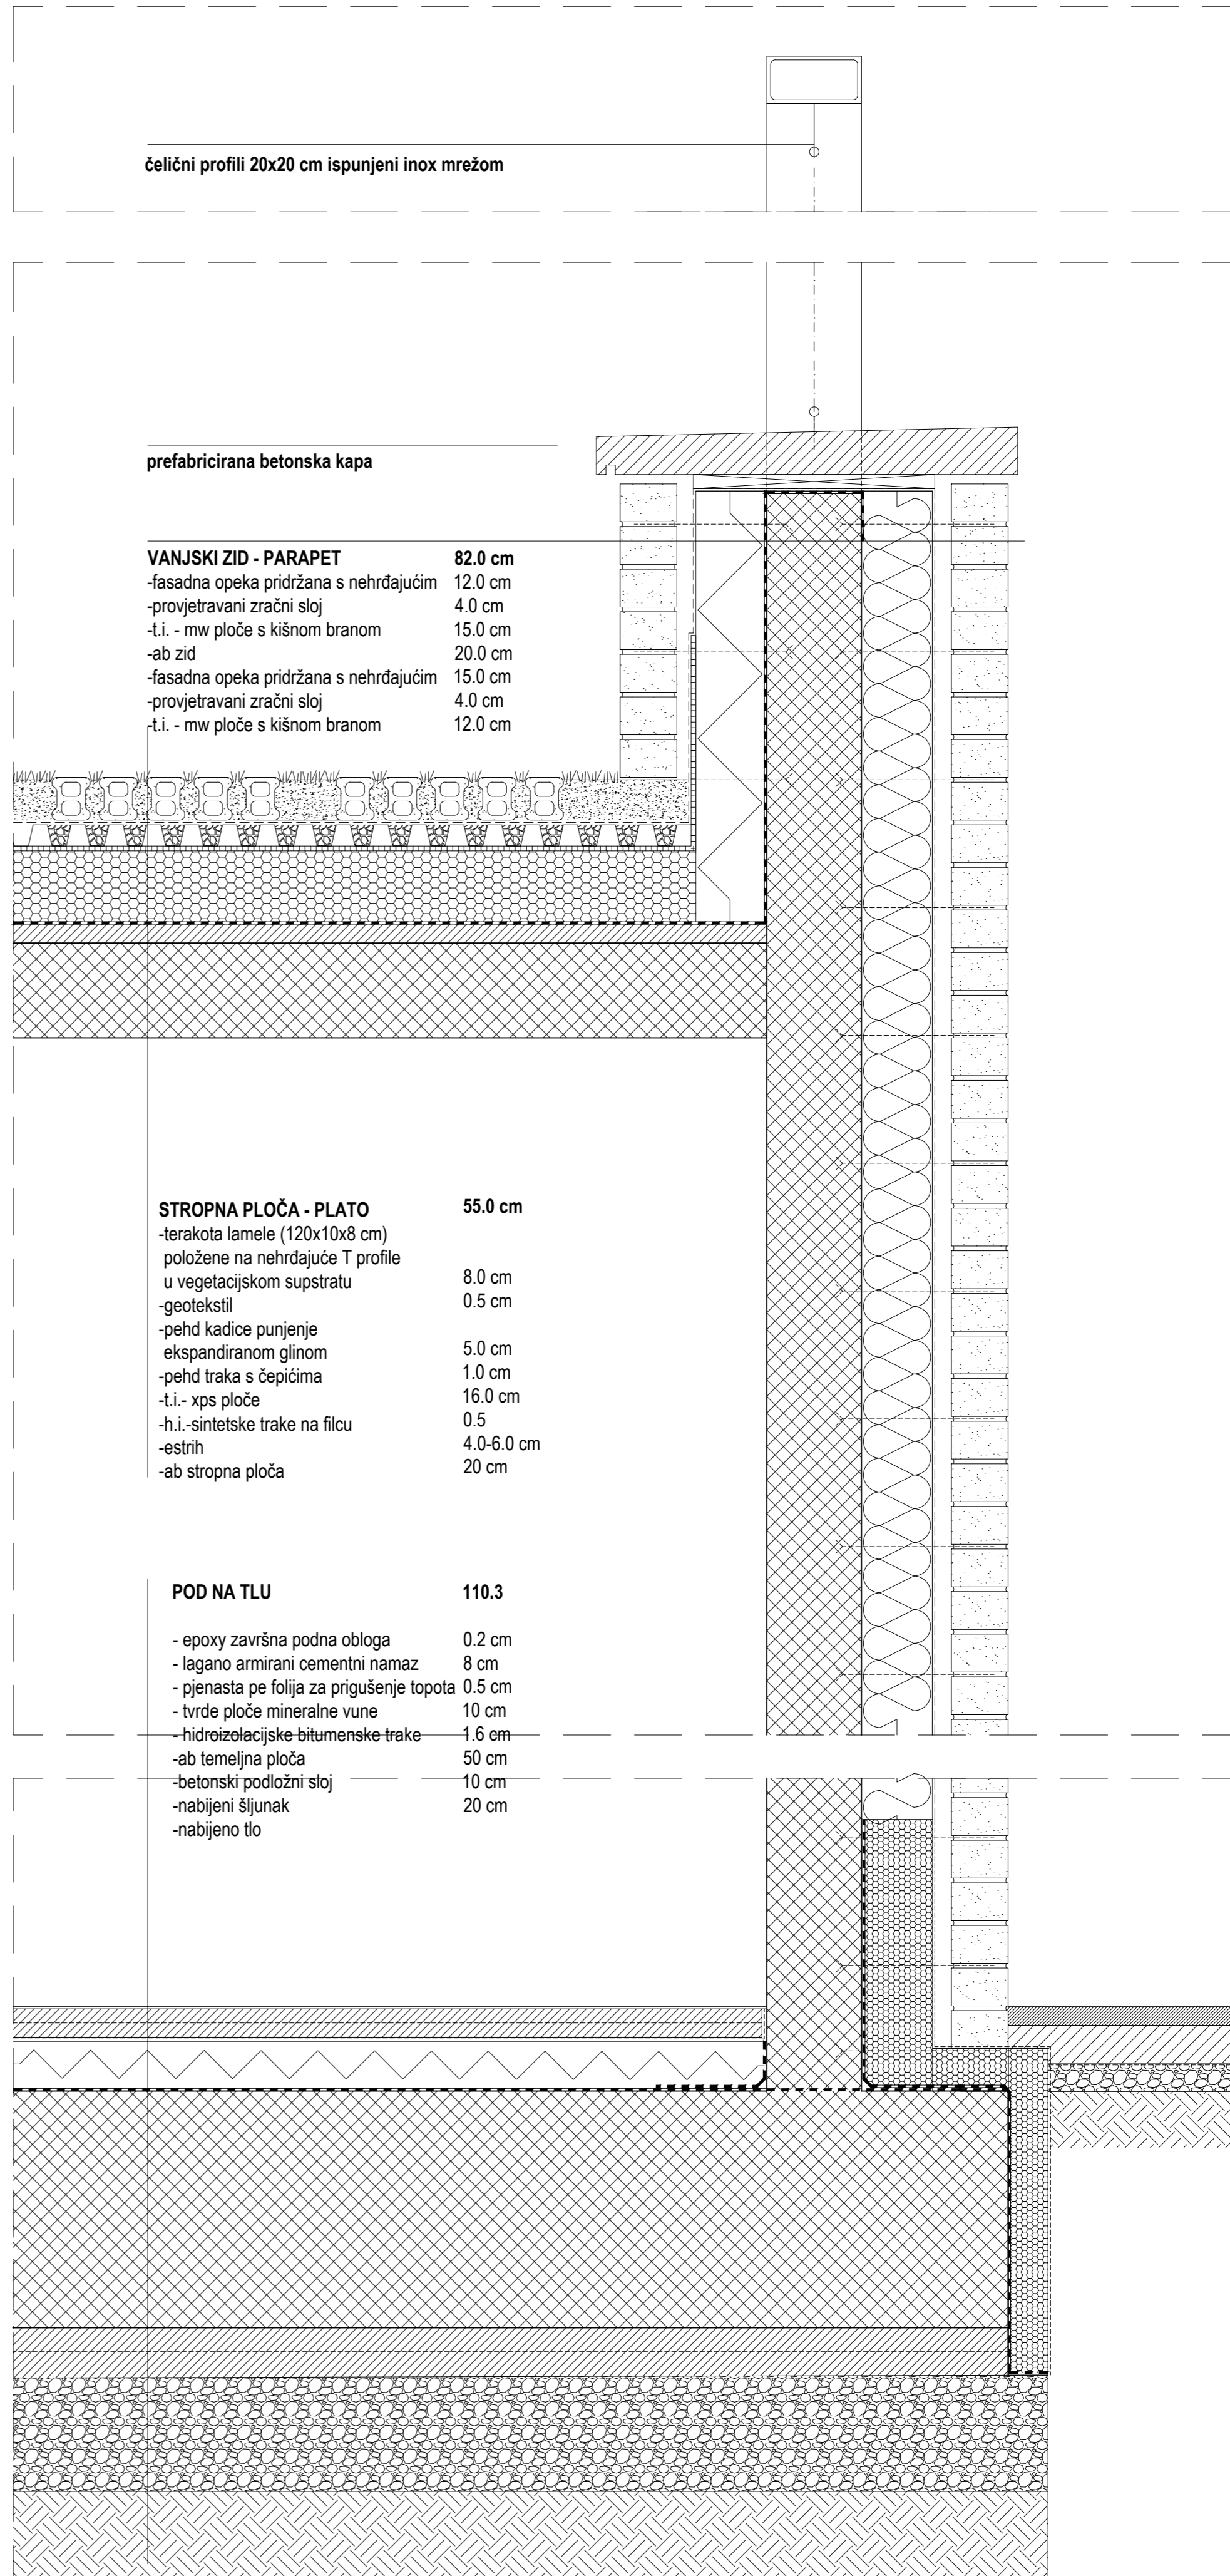 čelični profili 20x20 cm ispunjeni inox mrežom
prefabricirana betonska kapa
VANJSKI ZID - PARAPET 82.0 cm
-fasadna opeka pridržana s nehrđajućim 12.0 cm
-provjetravani zračni sloj 4.0 cm
-t.i. - mw ploče s kišnom branom 15.0 cm
-ab zid 20.0 cm
-fasadna opeka pridržana s nehrđajućim 15.0 cm
-provjetravani zračni sloj 4.0 cm
-t.i. - mw ploče s kišnom branom 12.0 cm
STROPNA PLOČA - PLATO 55.0 cm
-terakota lamele (120x10x8 cm)
položene na nehrđajuće T profile
u vegetacijskom supstratu 8.0 cm
-geotekstil 0.5 cm
-pehd kadice punjenje
ekspandiranom glinom 5.0 cm
-pehd traka s čepićima 1.0 cm
-t.i.- xps ploče 16.0 cm
-h.i.-sintetske trake na filcu 0.5
-estrih 4.0-6.0 cm
-ab stropna ploča 20 cm
POD NA TLU 110.3
- epoxy završna podna obloga 0.2 cm
- lagano armirani cementni namaz 8 cm
- pjenasta pe folija za prigušenje topota 0.5 cm
- tvrde ploče mineralne vune 10 cm
- hidroizolacijske bitumenske trake 1.6 cm
-ab temeljna ploča 50 cm
-betonski podložni sloj 10 cm
-nabijeni šljunak 20 cm
-nabijeno tlo